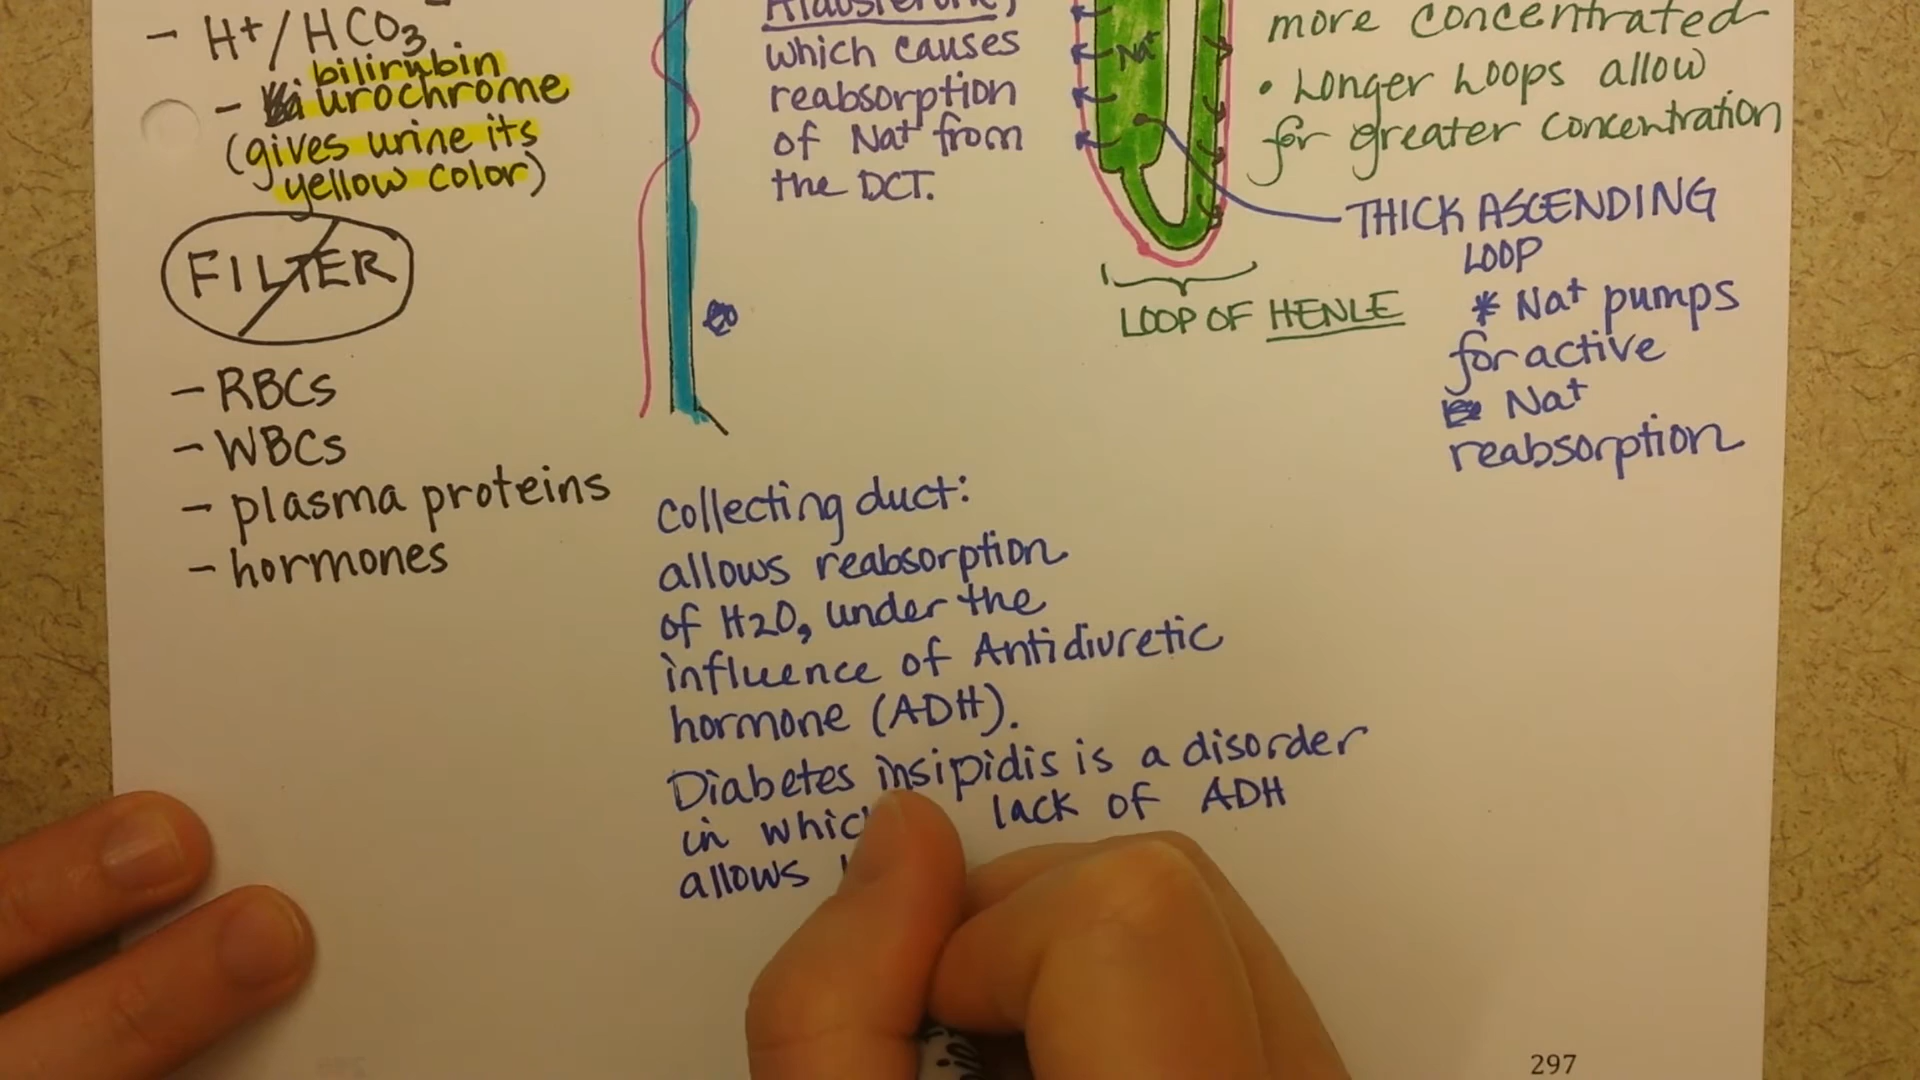 - H+/HCO3
bilirubin
- urochrome
(gives urine its
yellow color)
FILTER
- RBCs
- WBCs
- plasma proteins
- hormones
Aldosterone,
which causes
reabsorption
of Na+ from
the DCT.
Na+
more concentrated
• Longer Loops allow
for greater concentration
THICK ASCENDING
LOOP
* Na+ pumps
for active
Na+
reabsorption
LOOP OF HENLE
collecting duct:
allows reabsorption
of H2O, under the
influence of Antidiuretic
hormone (ADH).
Diabetes insipidis is a disorder
in which lack of ADH
allows
297